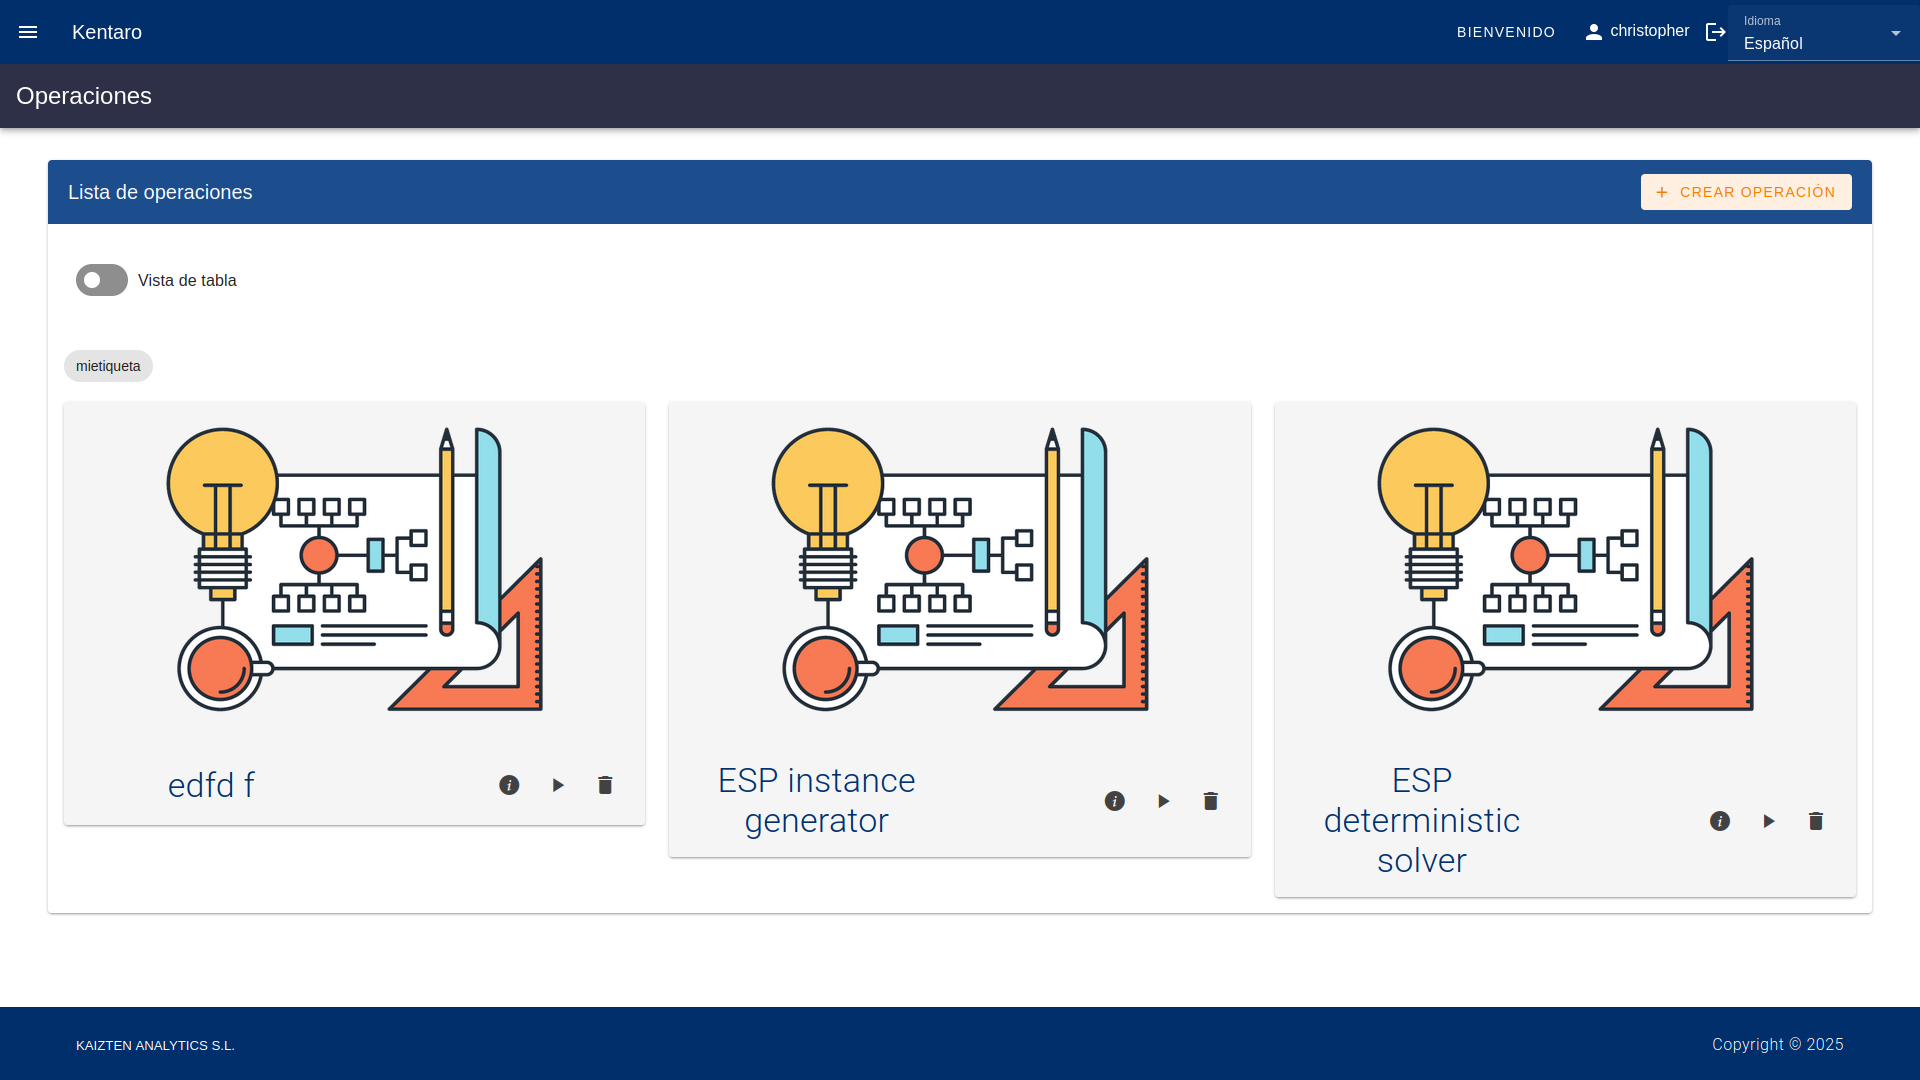 Kentaro
BIENVENIDO
christopher
Idioma
Español
Operaciones
Lista de operaciones
CREAR OPERACIÓN
Vista de tabla
mietiqueta
edfd f
ESP instance
generator
ESP
deterministic
solver
KAIZTEN ANALYTICS S.L.
Copyright © 2025